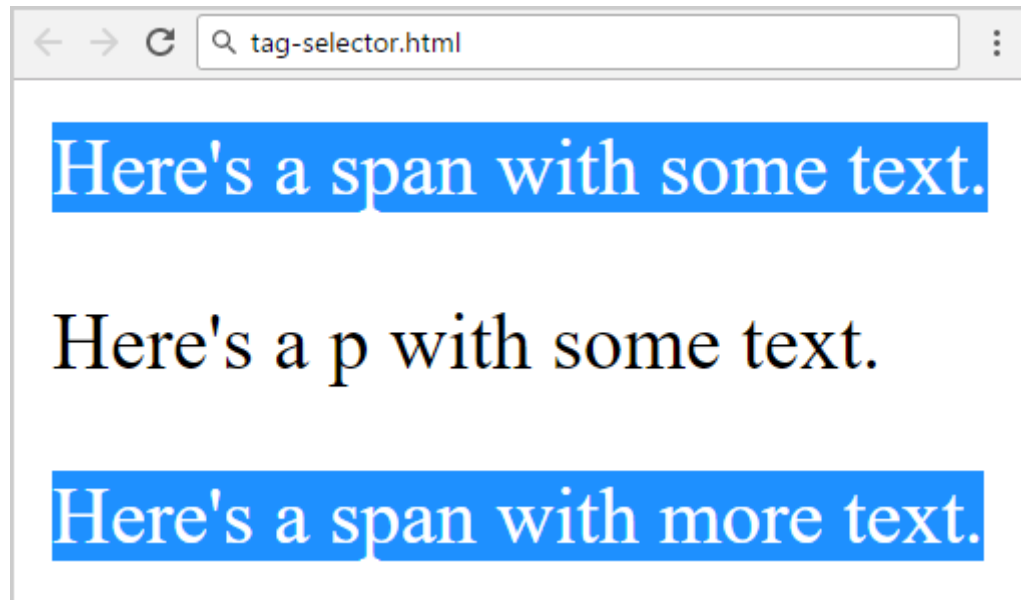 tag-selector.html
Here's a span with some text.
Here's a p with some text.
Here's a span with more text.